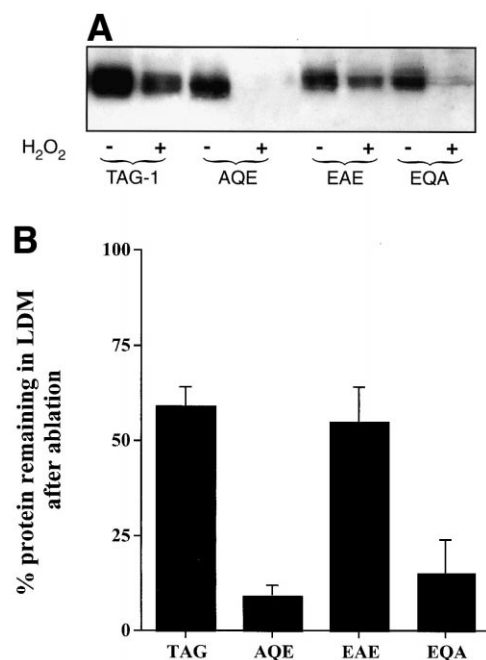 A
H₂O₂ - + - + - + - +
TAG-1 AQE EAE EQA
B
% protein remaining in LDM
after ablation
100
75
50
25
0
TAG AQE EAE EQA